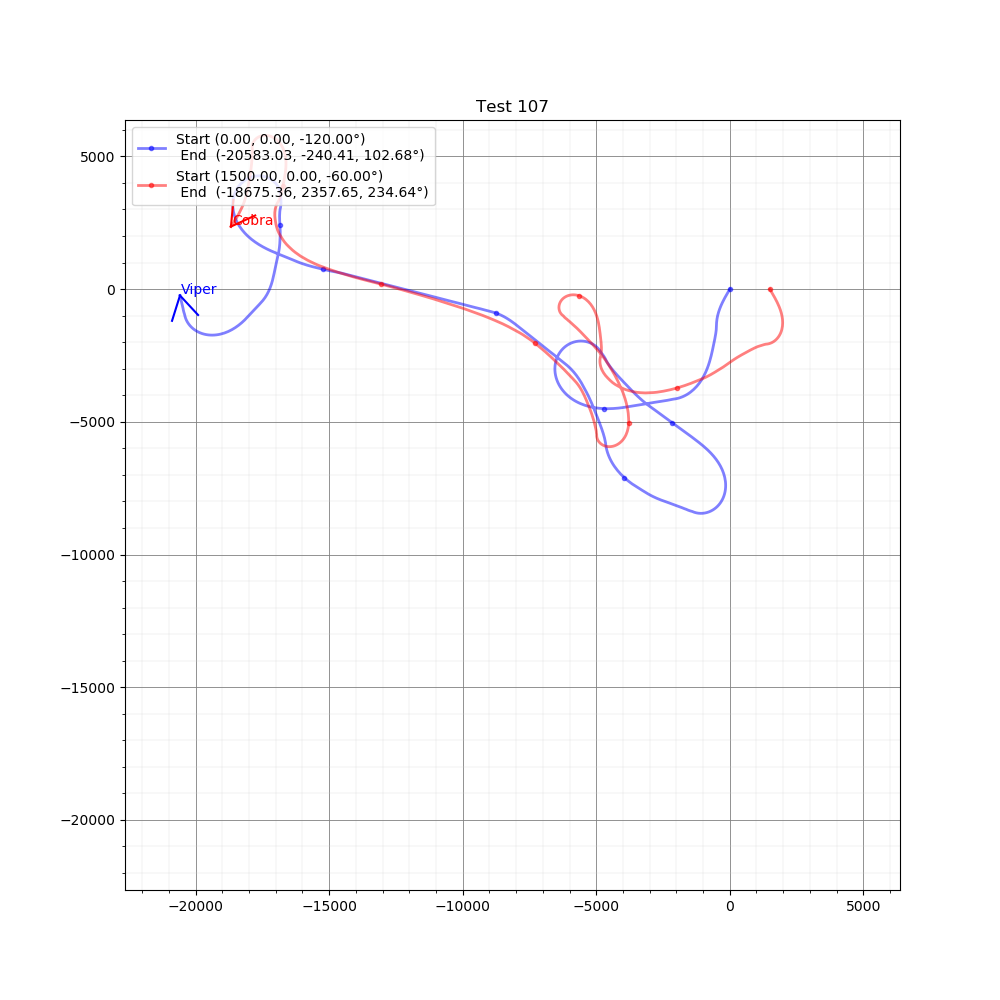 Test 107
Start (0.00, 0.00, -120.00°)
End (-20583.03, -240.41, 102.68°)
Start (1500.00, 0.00, -60.00°)
End (-18675.36, 2357.65, 234.64°)
Cobra
Viper
5000
0
−5000
−10000
−15000
−20000
−20000
−15000
−10000
−5000
0
5000